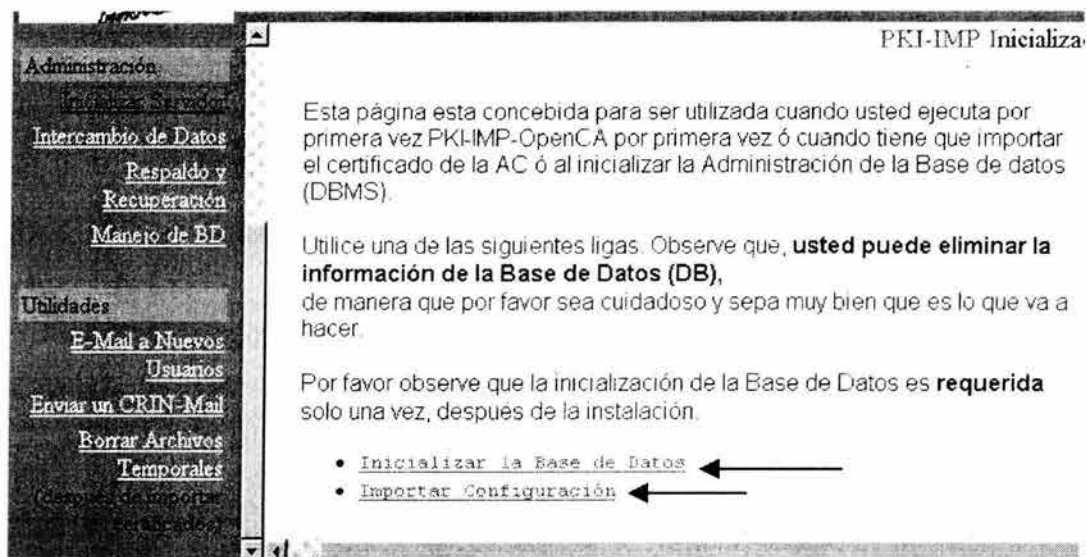 Administración
Inicializar Servidor
Intercambio de Datos
Respaldo y
Recuperación
Manejo de BD
Utilidades
E-Mail a Nuevos
Usuarios
Enviar un CRIN-Mail
Borrar Archivos
Temporales
(después de importar
certificados)
PKI-IMP Inicializa
Esta página esta concebida para ser utilizada cuando usted ejecuta por
primera vez PKI-IMP-OpenCA por primera vez ó cuando tiene que importar
el certificado de la AC ó al inicializar la Administración de la Base de datos
(DBMS).
Utilice una de las siguientes ligas. Observe que, usted puede eliminar la
información de la Base de Datos (DB),
de manera que por favor sea cuidadoso y sepa muy bien que es lo que va a
hacer.
Por favor observe que la inicialización de la Base de Datos es requerida
solo una vez, después de la instalación.
• Inicializar la Base de Datos
• Importar Configuración